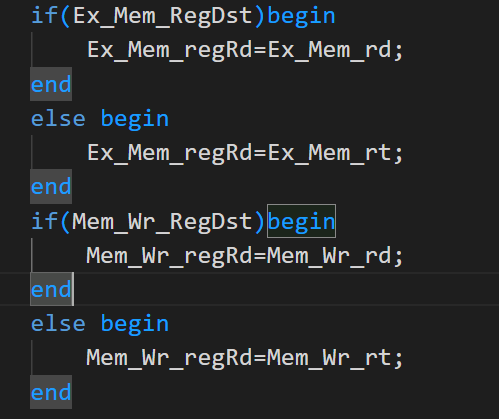 if(Ex_Mem_RegDst)begin
Ex_Mem_regRd=Ex_Mem_rd;
end
else begin
Ex_Mem_regRd=Ex_Mem_rt;
end
if(Mem_Wr_RegDst)begin
Mem_Wr_regRd=Mem_Wr_rd;
end
else begin
Mem_Wr_regRd=Mem_Wr_rt;
end